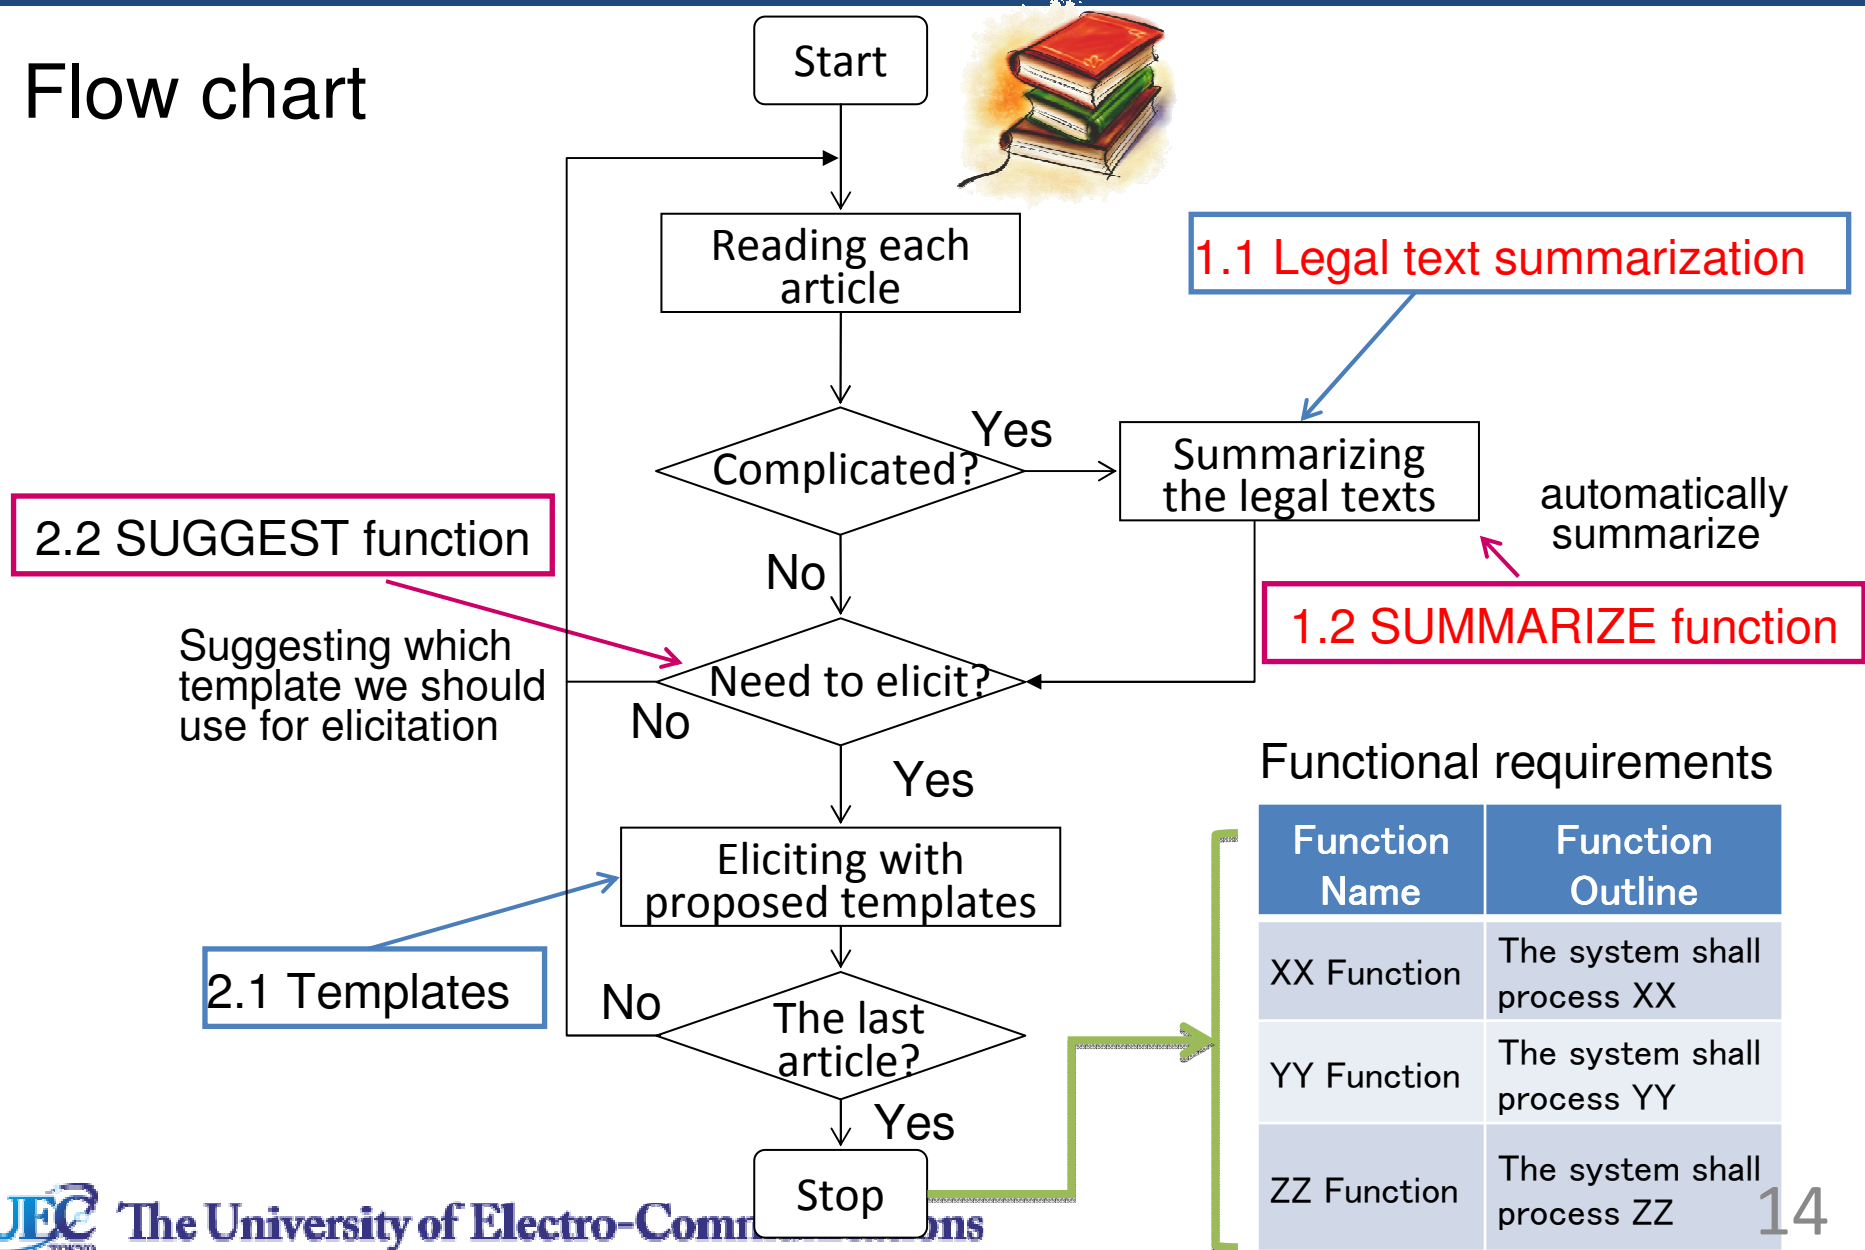 Flow chart
Start
Reading each
article
1.1 Legal text summarization
Complicated?
Yes
Summarizing
the legal texts
automatically
summarize
2.2 SUGGEST function
No
1.2 SUMMARIZE function
Suggesting which
template we should
use for elicitation
Need to elicit?
No
Yes
Functional requirements
Eliciting with
proposed templates
2.1 Templates
No
The last
article?
Yes
Stop
Function
Name
Function
Outline
XX Function
The system shall
process XX
YY Function
The system shall
process YY
ZZ Function
The system shall
process ZZ
The University of Electro-Comm ons
14